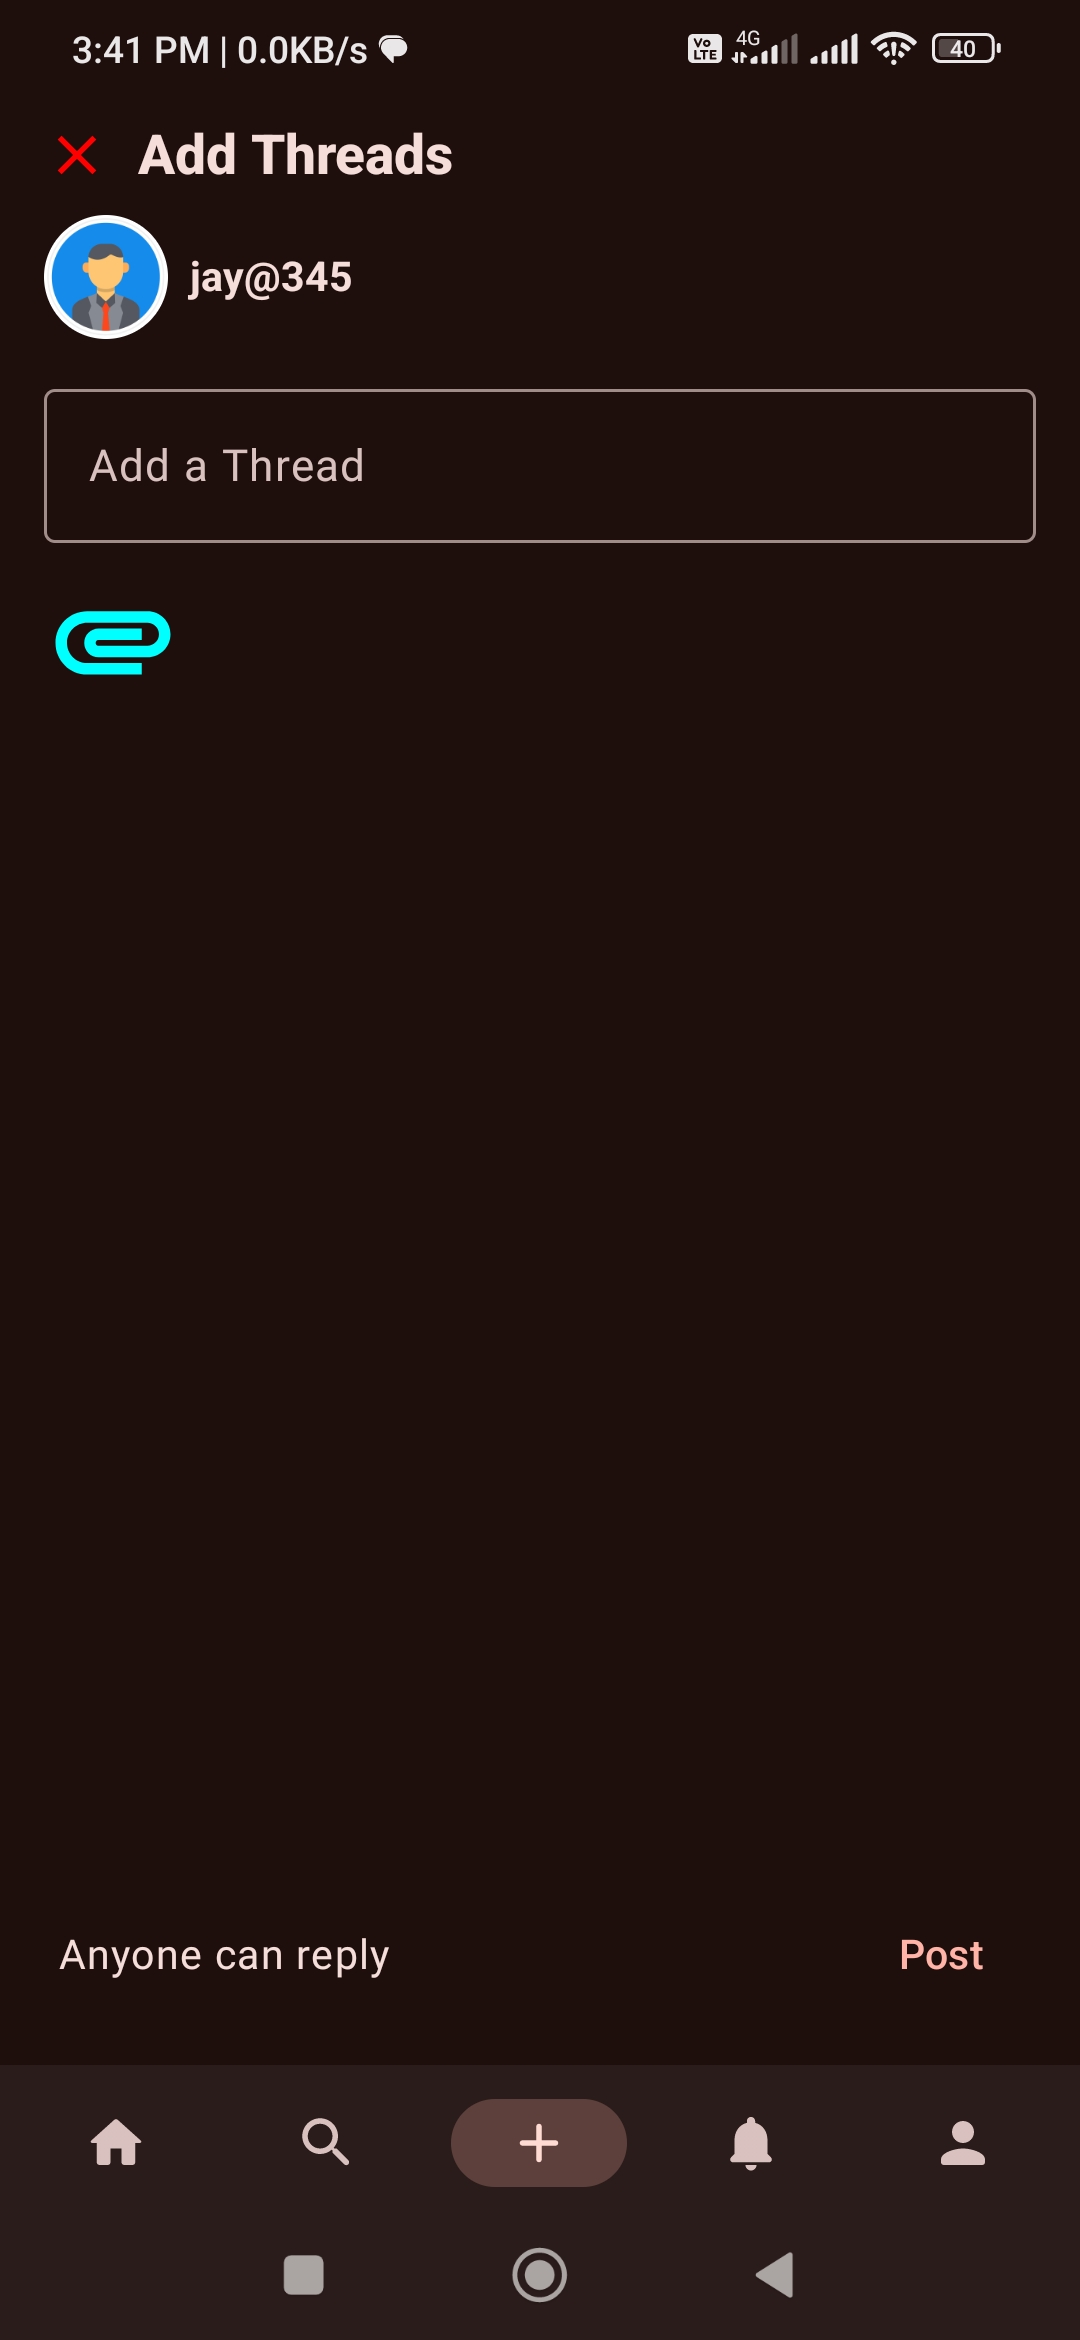 3:41 PM | 0.0KB/s Vo LTE 4G 40
Add Threads
jay@345
Add a Thread
Anyone can reply Post